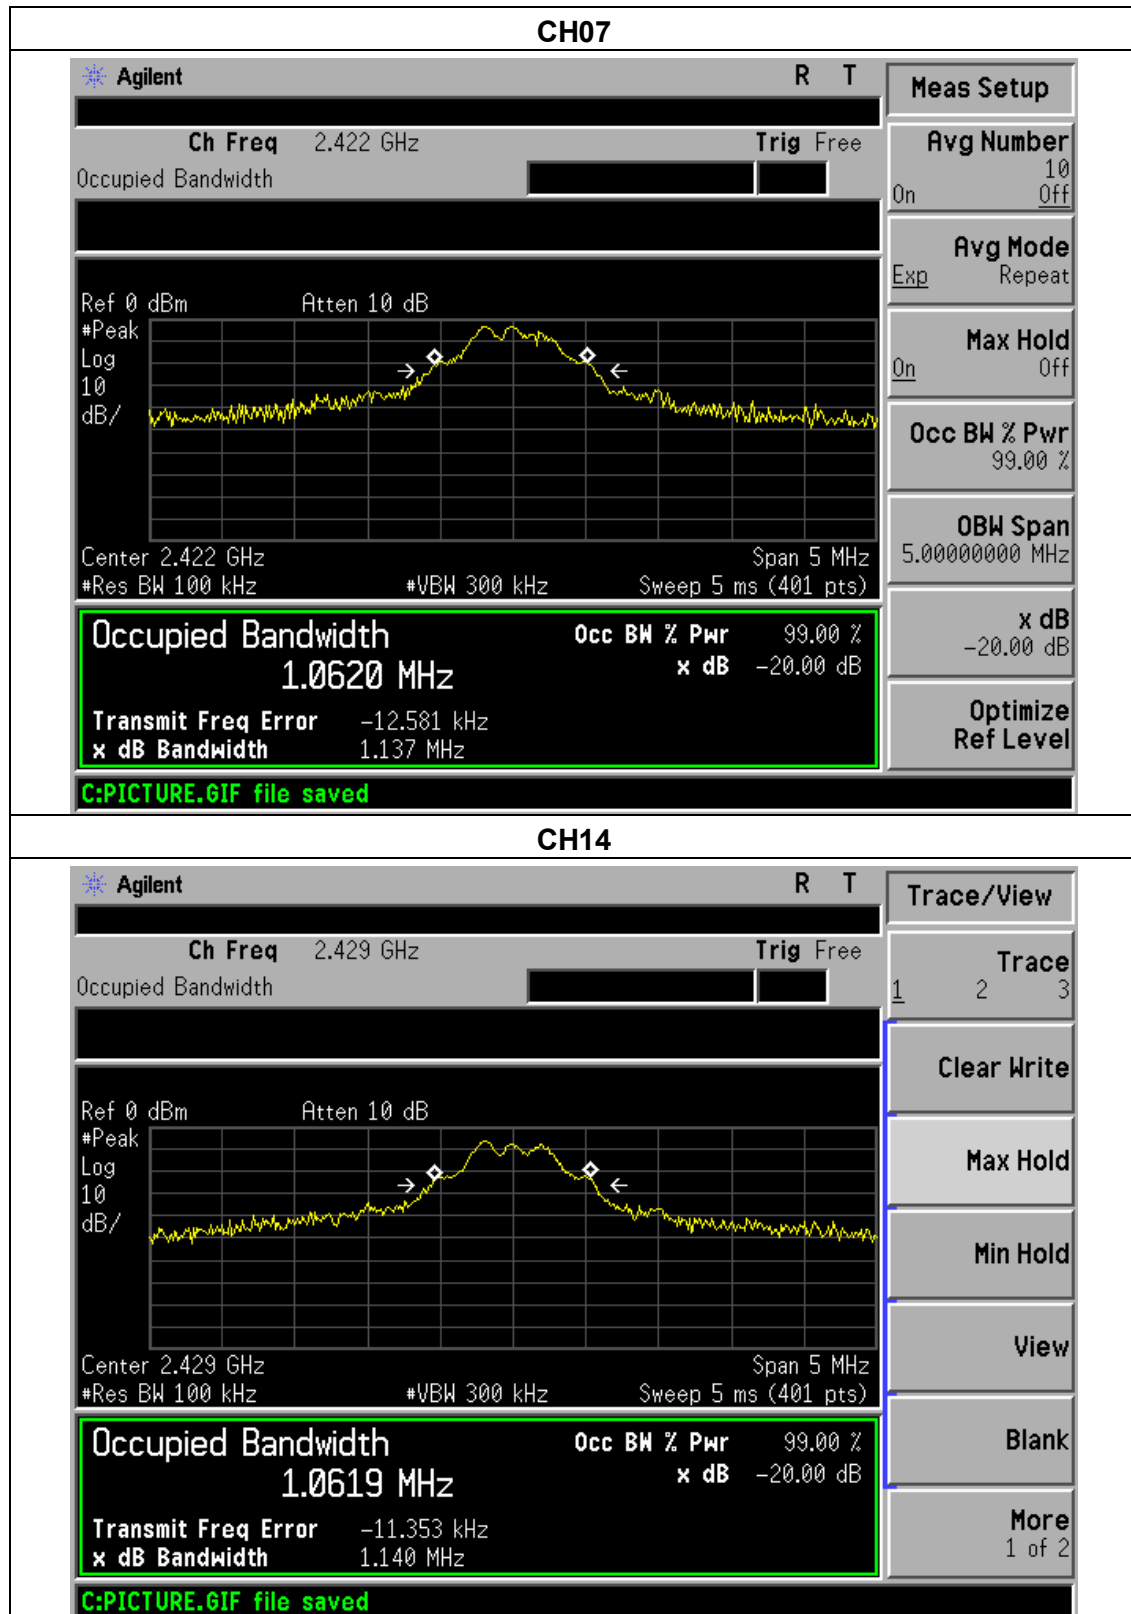 CH07
Agilent R T Meas Setup
Ch Freq 2.422 GHz Trig Free
Occupied Bandwidth
Avg Number
10
On Off
Avg Mode
Exp Repeat
Ref 0 dBm Atten 10 dB
#Peak
Log
10
dB/
Max Hold
On Off
Occ BW % Pwr
99.00 %
OBW Span
5.00000000 MHz
Center 2.422 GHz Span 5 MHz
#Res BW 100 kHz #VBW 300 kHz Sweep 5 ms (401 pts)
Occupied Bandwidth Occ BW % Pwr 99.00 %
1.0620 MHz x dB -20.00 dB
x dB
-20.00 dB
Transmit Freq Error -12.581 kHz
x dB Bandwidth 1.137 MHz
Optimize
Ref Level
C:PICTURE.GIF file saved
CH14
Agilent R T Trace/View
Ch Freq 2.429 GHz Trig Free
Occupied Bandwidth
Trace
1 2 3
Clear Write
Ref 0 dBm Atten 10 dB
#Peak
Log
10
dB/
Max Hold
Min Hold
View
Center 2.429 GHz Span 5 MHz
#Res BW 100 kHz #VBW 300 kHz Sweep 5 ms (401 pts)
Occupied Bandwidth Occ BW % Pwr 99.00 %
1.0619 MHz x dB -20.00 dB
Blank
Transmit Freq Error -11.353 kHz
x dB Bandwidth 1.140 MHz
More
1 of 2
C:PICTURE.GIF file saved